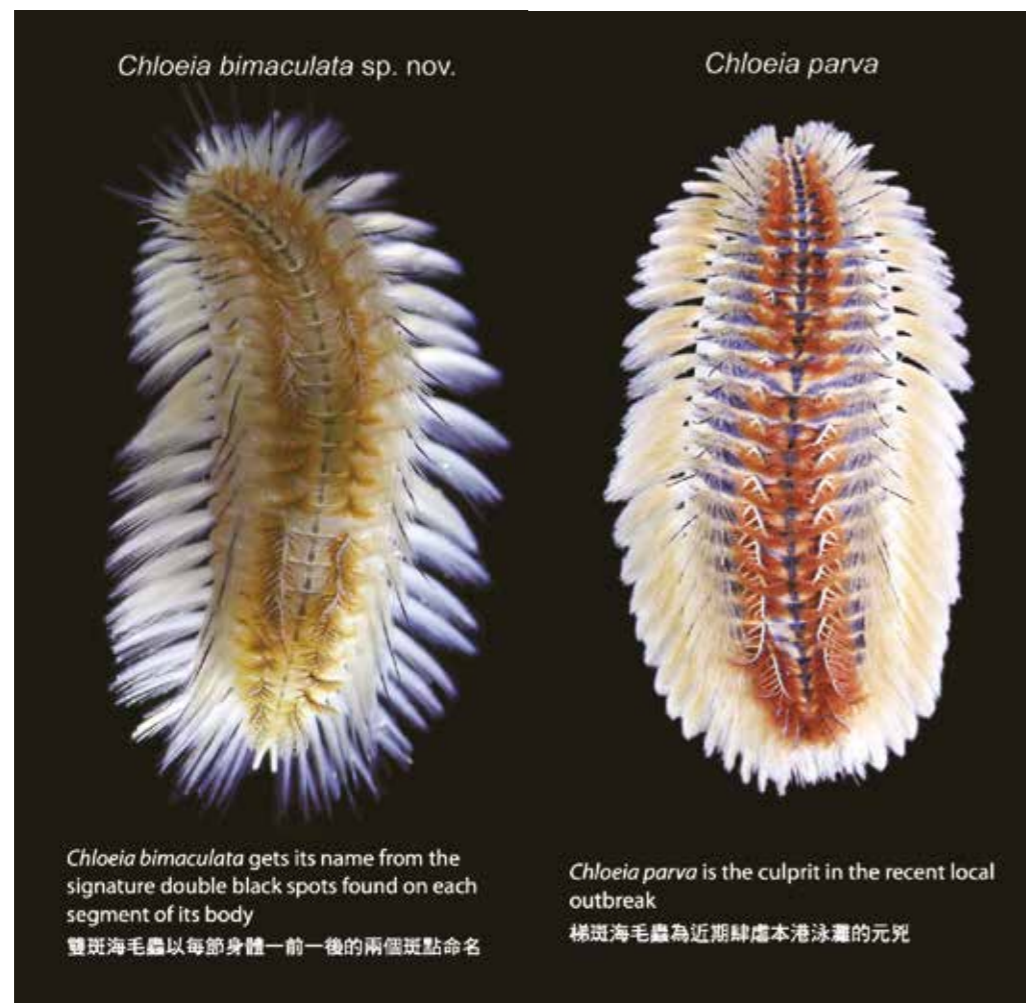 Chloeia bimaculata sp. nov.
Chloeia parva
Chloeia bimaculata gets its name from the
signature double black spots found on each
segment of its body
雙斑海毛蟲以每節身體一前一後的兩個斑點命名
Chloeia parva is the culprit in the recent local
outbreak
梯斑海毛蟲為近期肆虐本港泳灘的元兇